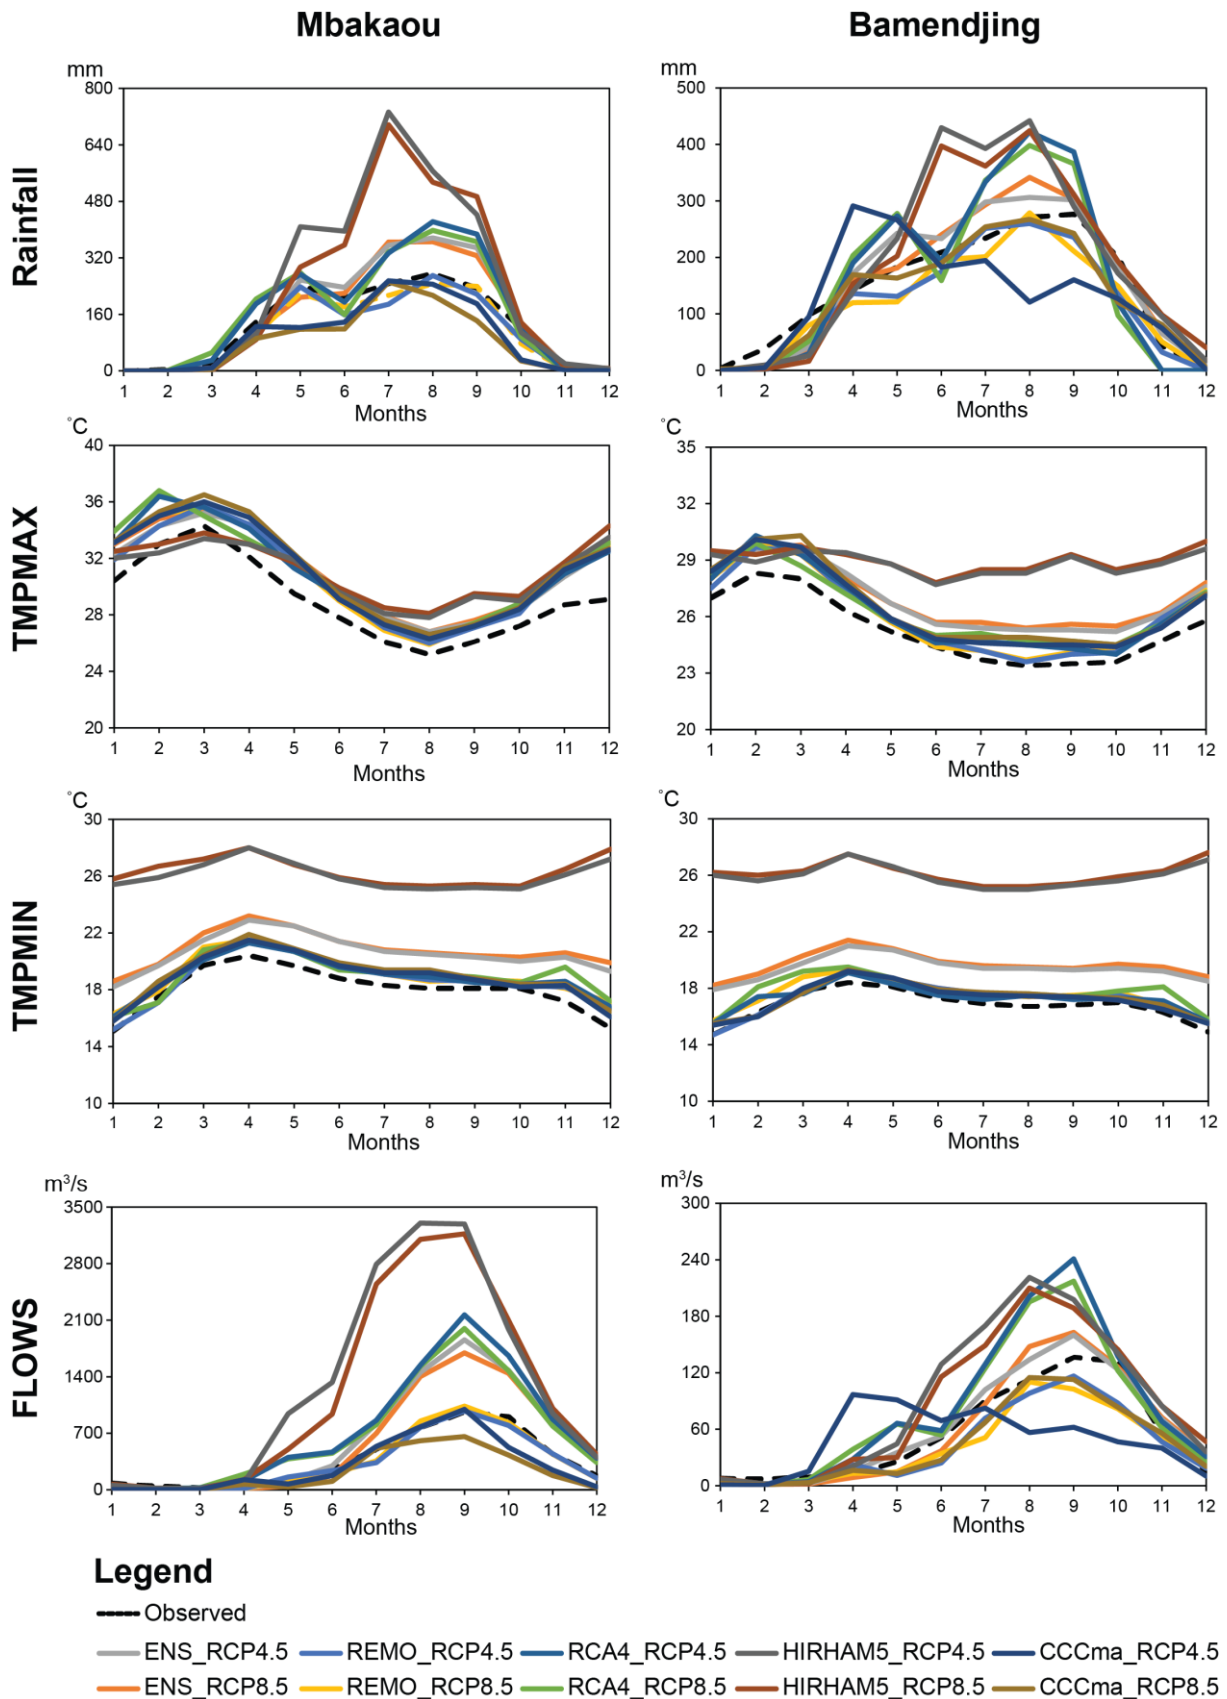 Mbakaou
Bamendjing
Rainfall
mm
800
640
480
320
160
0
1 2 3 4 5 6 7 8 9 10 11 12
Months
mm
500
400
300
200
100
0
1 2 3 4 5 6 7 8 9 10 11 12
Months
TMPMAX
°C
40
36
32
28
24
20
1 2 3 4 5 6 7 8 9 10 11 12
Months
°C
35
32
29
26
23
20
1 2 3 4 5 6 7 8 9 10 11 12
Months
TMPMIN
°C
30
26
22
18
14
10
1 2 3 4 5 6 7 8 9 10 11 12
Months
°C
30
26
22
18
14
10
1 2 3 4 5 6 7 8 9 10 11 12
Months
FLOWS
m³/s
3500
2800
2100
1400
700
0
1 2 3 4 5 6 7 8 9 10 11 12
Months
m³/s
300
240
180
120
60
0
1 2 3 4 5 6 7 8 9 10 11 12
Months
Legend
Observed
ENS_RCP4.5 REMO_RCP4.5 RCA4_RCP4.5 HIRHAM5_RCP4.5 CCCma_RCP4.5
ENS_RCP8.5 REMO_RCP8.5 RCA4_RCP8.5 HIRHAM5_RCP8.5 CCCma_RCP8.5